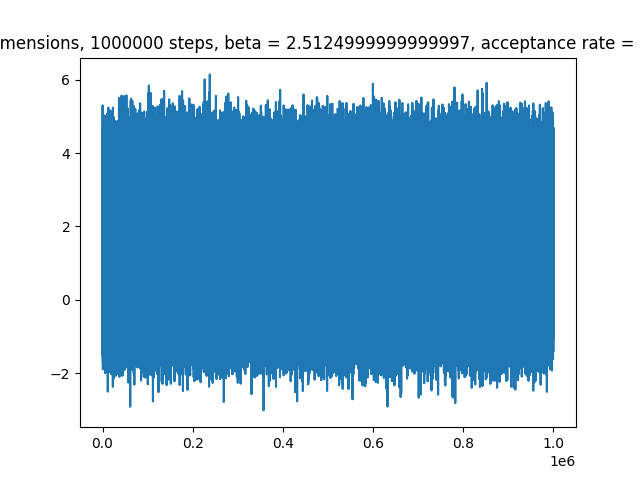 mensions, 1000000 steps, beta = 2.5124999999999997, acceptance rate =
6
4
2
0
−2
0.0 0.2 0.4 0.6 0.8 1.0
1e6